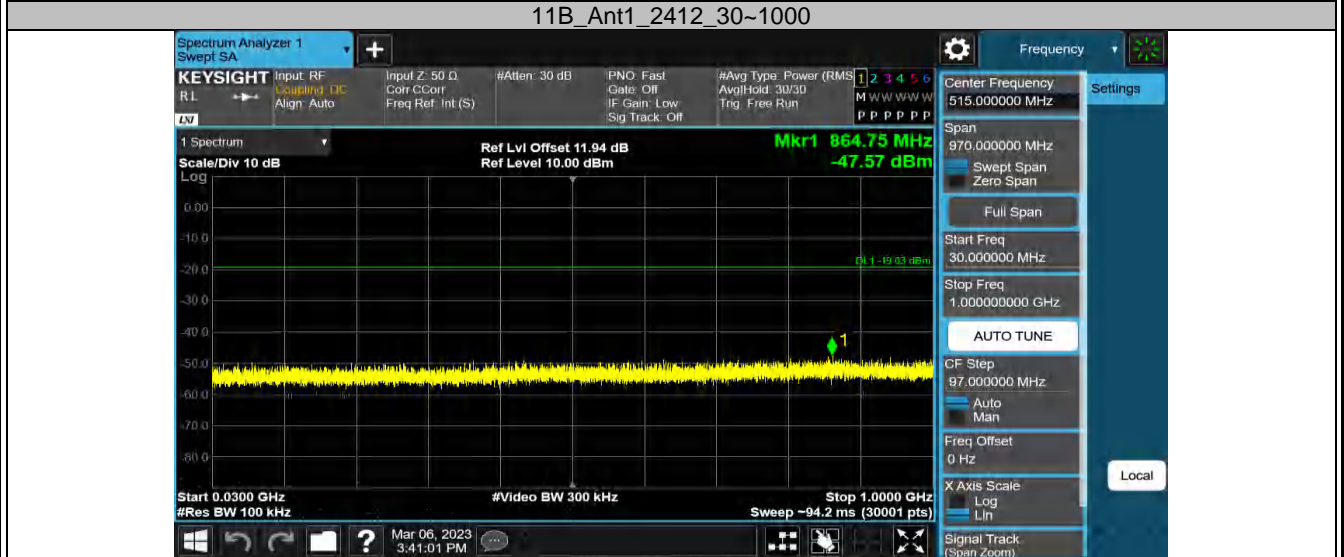 11B_Ant1_2412_30~1000
Spectrum Analyzer 1
Swept SA
+
Frequency
KEYSIGHT
RL
LXI
Input: RF
Coupling: DC
Align: Auto
Input Z: 50 Ω
Corr CCorr
Freq Ref: Int (S)
#Atten: 30 dB
PNO: Fast
Gate: Off
IF Gain: Low
Sig Track: Off
#Avg Type: Power (RMS
Avg|Hold: 30/30
Trig: Free Run
1 2 3 4 5 6
M W W W W W
P P P P P P
1 Spectrum
Scale/Div 10 dB
Log
Ref Lvl Offset 11.94 dB
Ref Level 10.00 dBm
Mkr1 864.75 MHz
-47.57 dBm
0.00
-10.0
-20.0
-30.0
-40.0
-50.0
-60.0
-70.0
-80.0
DL1 -19.03 dBm
1
Start 0.0300 GHz
#Res BW 100 kHz
#Video BW 300 kHz
Stop 1.0000 GHz
Sweep ~94.2 ms (30001 pts)
?
Mar 06, 2023
3:41:01 PM
Center Frequency
515.000000 MHz
Settings
Span
970.000000 MHz
Swept Span
Zero Span
Full Span
Start Freq
30.000000 MHz
Stop Freq
1.000000000 GHz
AUTO TUNE
CF Step
97.000000 MHz
Auto
Man
Freq Offset
0 Hz
X Axis Scale
Log
Lin
Local
Signal Track
(Span Zoom)